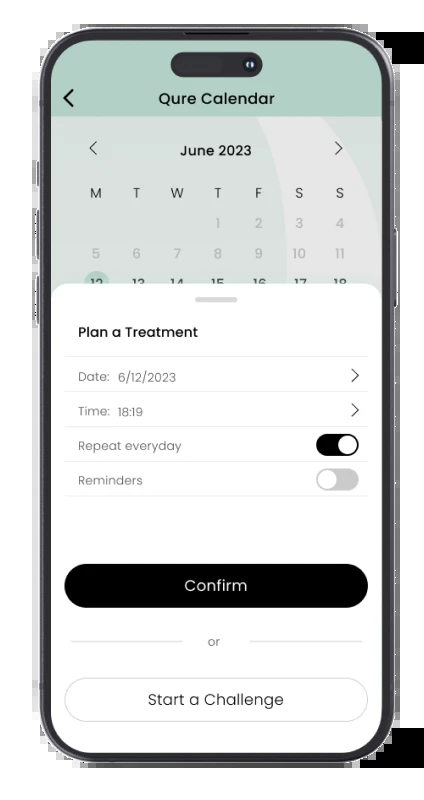 Qure Calendar
June 2023
M T W T F S S
1 2 3 4
5 6 7 8 9 10 11
12 13 14 15 16 17 18
Plan a Treatment
Date: 6/12/2023
Time: 18:19
Repeat everyday
Reminders
Confirm
or
Start a Challenge